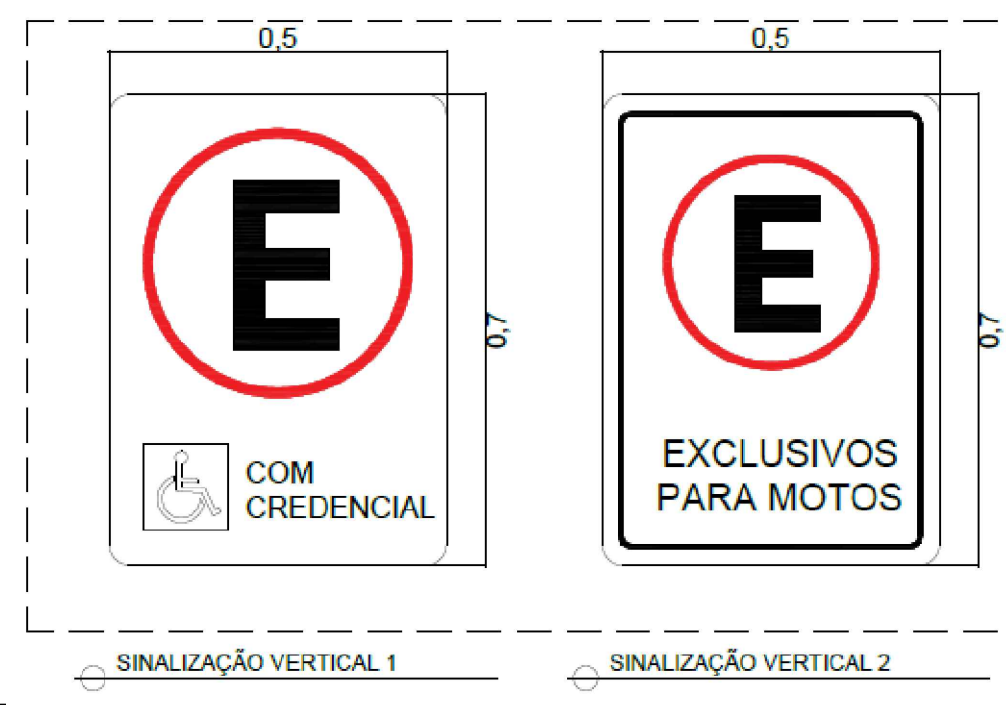 0,5
0,5
E
E
0,7
0,7
COM
CREDENCIAL
EXCLUSIVOS
PARA MOTOS
SINALIZAÇÃO VERTICAL 1
SINALIZAÇÃO VERTICAL 2